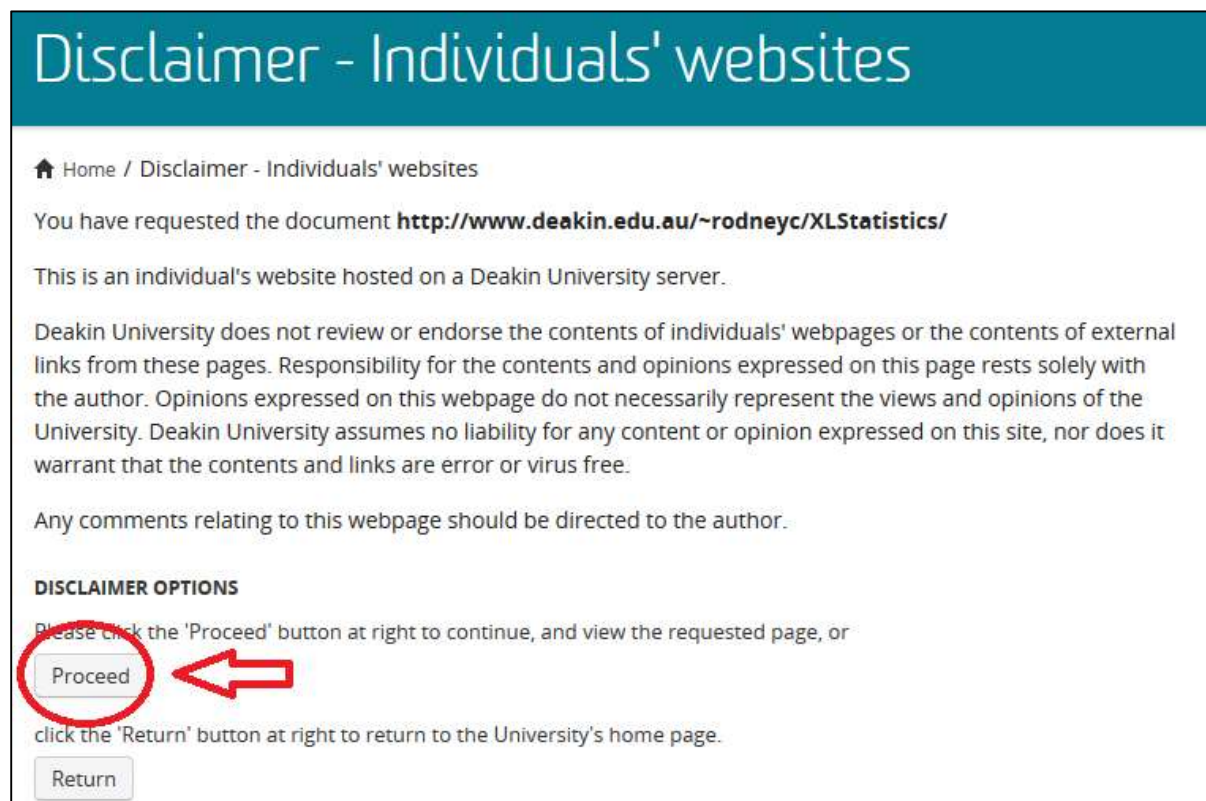 Disclaimer - Individuals' websites
Home / Disclaimer - Individuals' websites
You have requested the document http://www.deakin.edu.au/~rodneyc/XLStatistics/
This is an individual's website hosted on a Deakin University server.
Deakin University does not review or endorse the contents of individuals' webpages or the contents of external
links from these pages. Responsibility for the contents and opinions expressed on this page rests solely with
the author. Opinions expressed on this webpage do not necessarily represent the views and opinions of the
University. Deakin University assumes no liability for any content or opinion expressed on this site, nor does it
warrant that the contents and links are error or virus free.
Any comments relating to this webpage should be directed to the author.
DISCLAIMER OPTIONS
Please click the 'Proceed' button at right to continue, and view the requested page, or
Proceed
click the 'Return' button at right to return to the University's home page.
Return